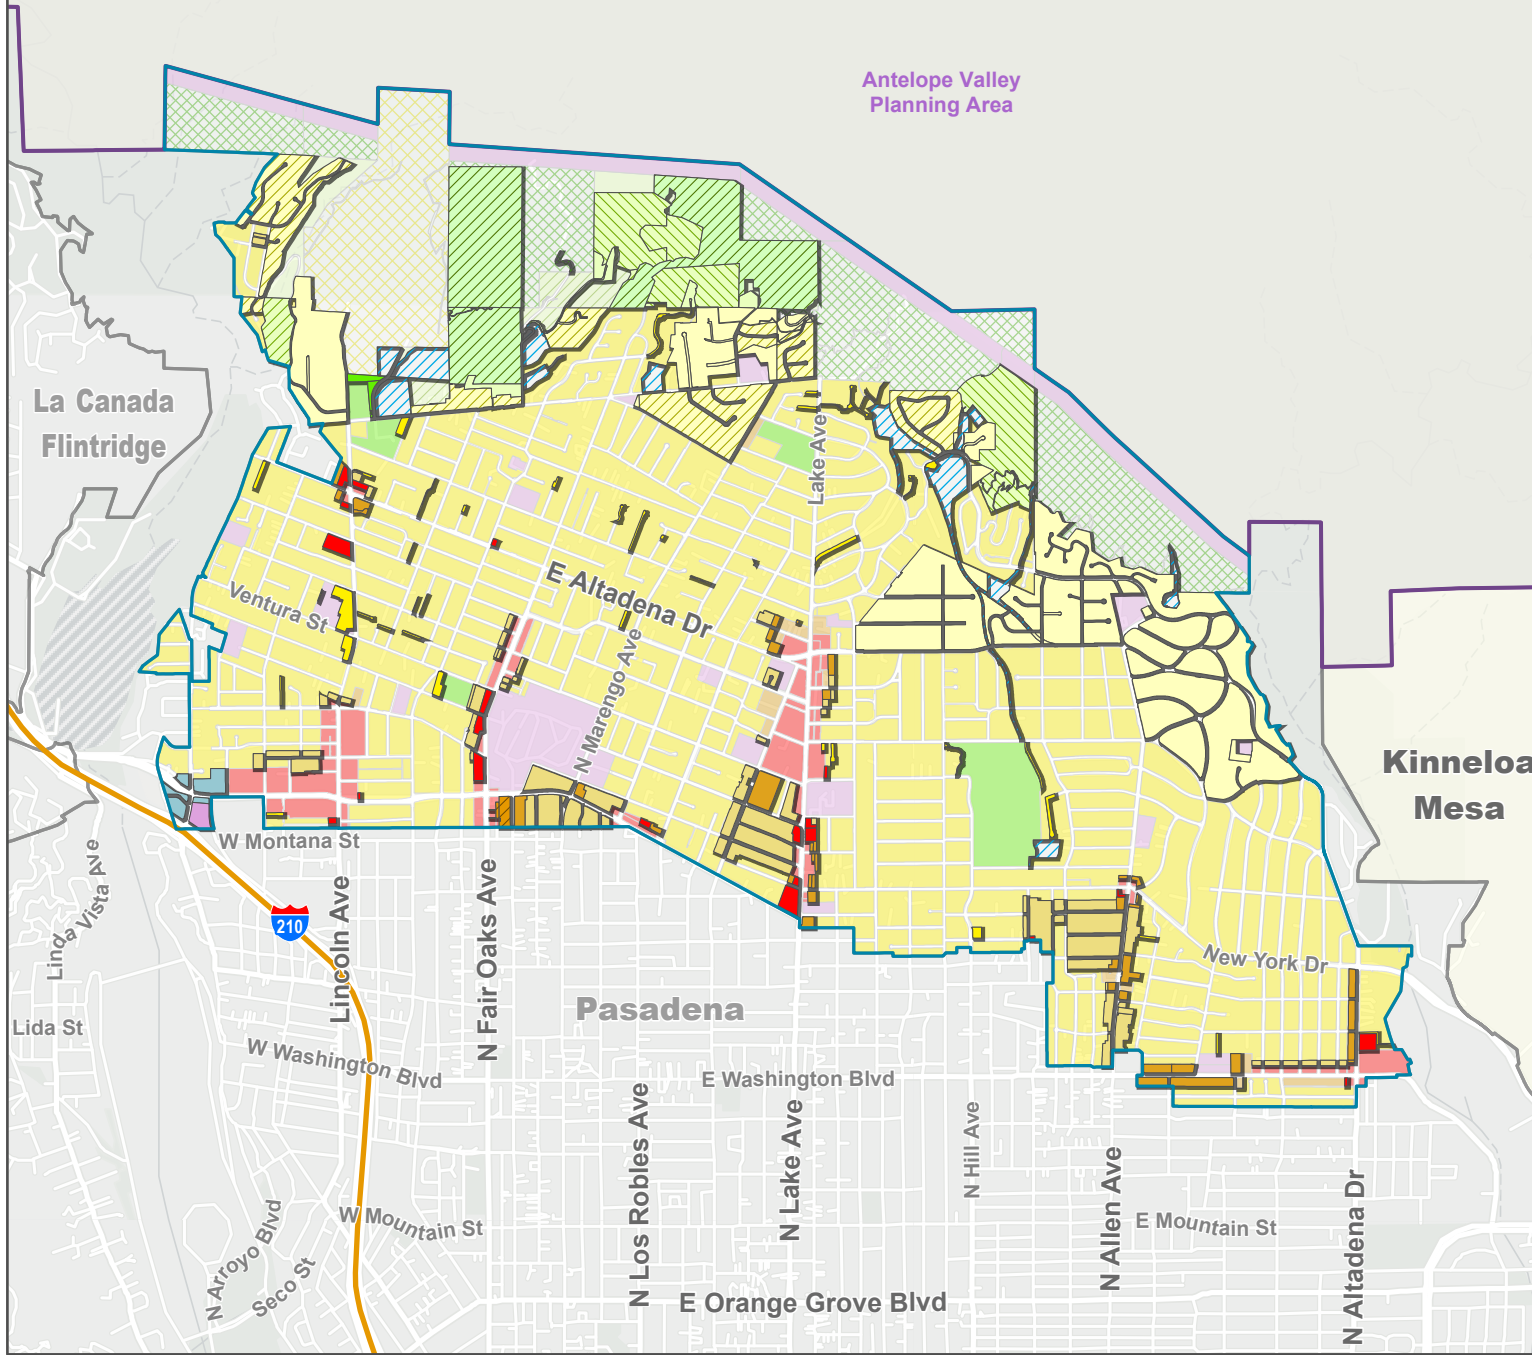 Antelope Valley
Planning Area
La Canada
Flintridge
Lake Ave
E Altadena Dr
Ventura St
N Marengo Ave
Kinneloa
Mesa
W Montana St
Linda Vista Ave
210
Lincoln Ave
N Fair Oaks Ave
New York Dr
Pasadena
Lida St
W Washington Blvd
E Washington Blvd
N Los Robles Ave
N Lake Ave
N Hill Ave
N Allen Ave
N Altadena Dr
N Arroyo Blvd
Seco St
W Mountain St
E Mountain St
E Orange Grove Blvd